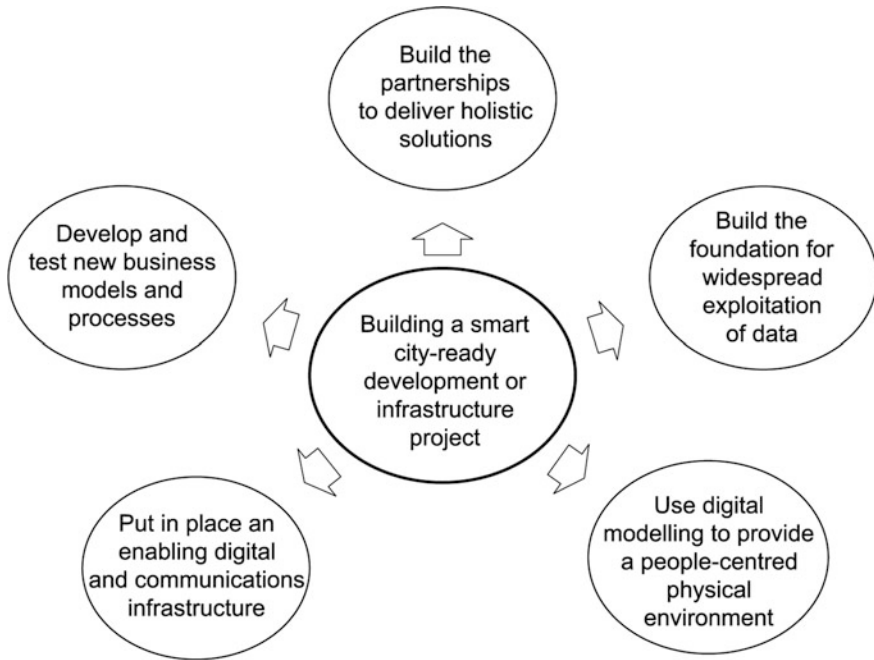 Build the
partnerships
to deliver holistic
solutions
Develop and
test new business
models and
processes
Build the
foundation for
widespread
exploitation
of data
Building a smart
city-ready
development or
infrastructure
project
Put in place an
enabling digital
and communications
infrastructure
Use digital
modelling to provide
a people-centred
physical
environment